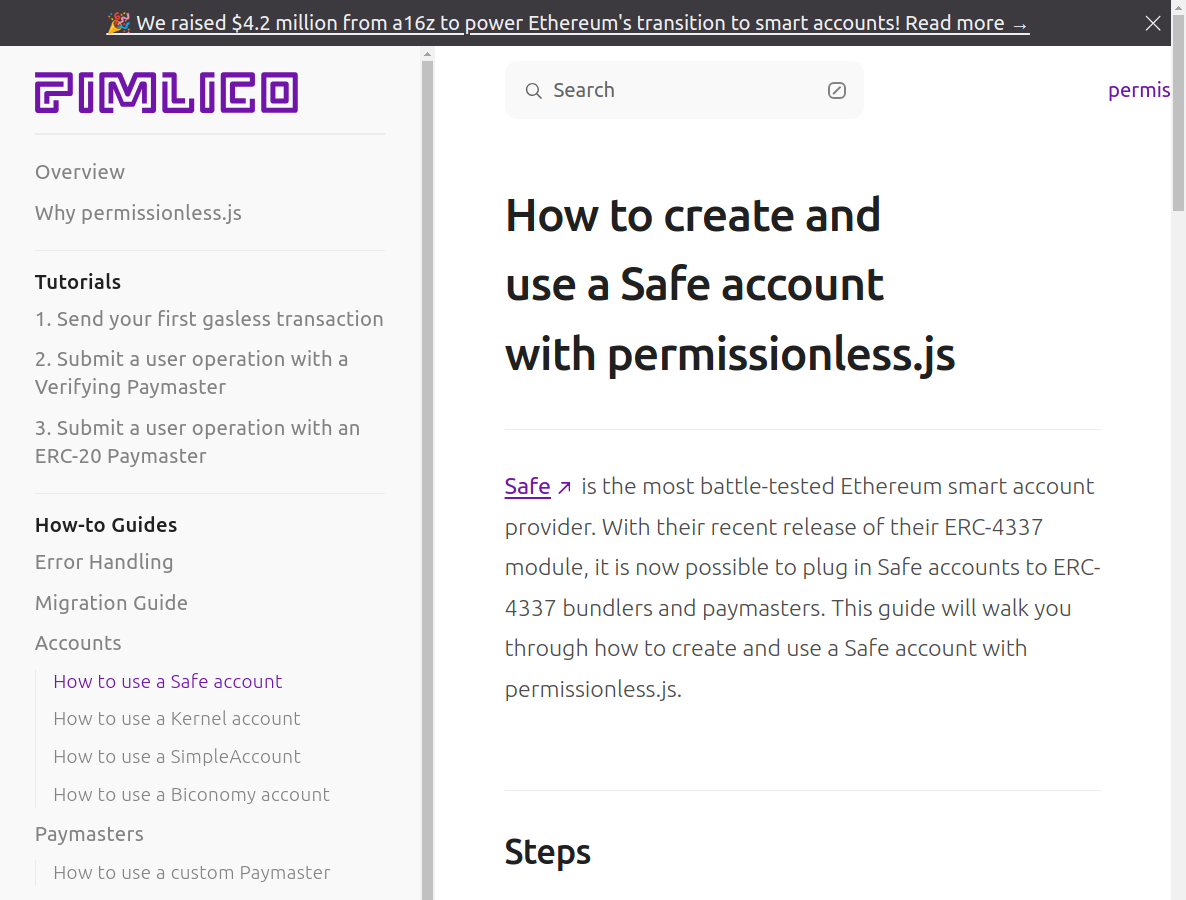 🎉 We raised $4.2 million from a16z to power Ethereum's transition to smart accounts! Read more →
PIMLICO
Overview
Why permissionless.js
Tutorials
1. Send your first gasless transaction
2. Submit a user operation with a
Verifying Paymaster
3. Submit a user operation with an
ERC-20 Paymaster
How-to Guides
Error Handling
Migration Guide
Accounts
How to use a Safe account
How to use a Kernel account
How to use a SimpleAccount
How to use a Biconomy account
Paymasters
How to use a custom Paymaster
Search
permis
How to create and
use a Safe account
with permissionless.js
Safe ↗ is the most battle-tested Ethereum smart account
provider. With their recent release of their ERC-4337
module, it is now possible to plug in Safe accounts to ERC-
4337 bundlers and paymasters. This guide will walk you
through how to create and use a Safe account with
permissionless.js.
Steps